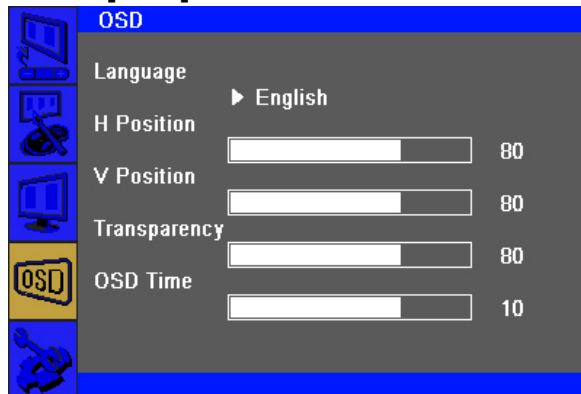 OSD
Language
English
H Position
80
V Position
80
Transparency
80
OSD
OSD Time
10